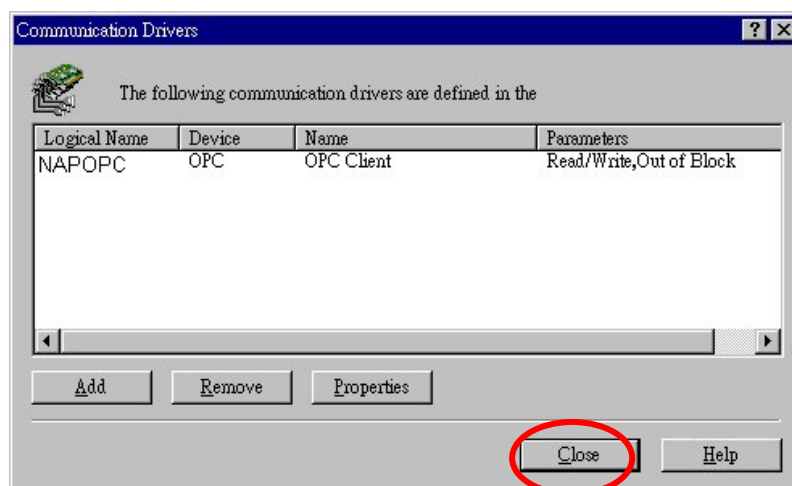 Communication Drivers
The following communication drivers are defined in the
Logical Name Device Name Parameters
NAPOPC OPC OPC Client Read/Write,Out of Block
Add Remove Properties
Close Help